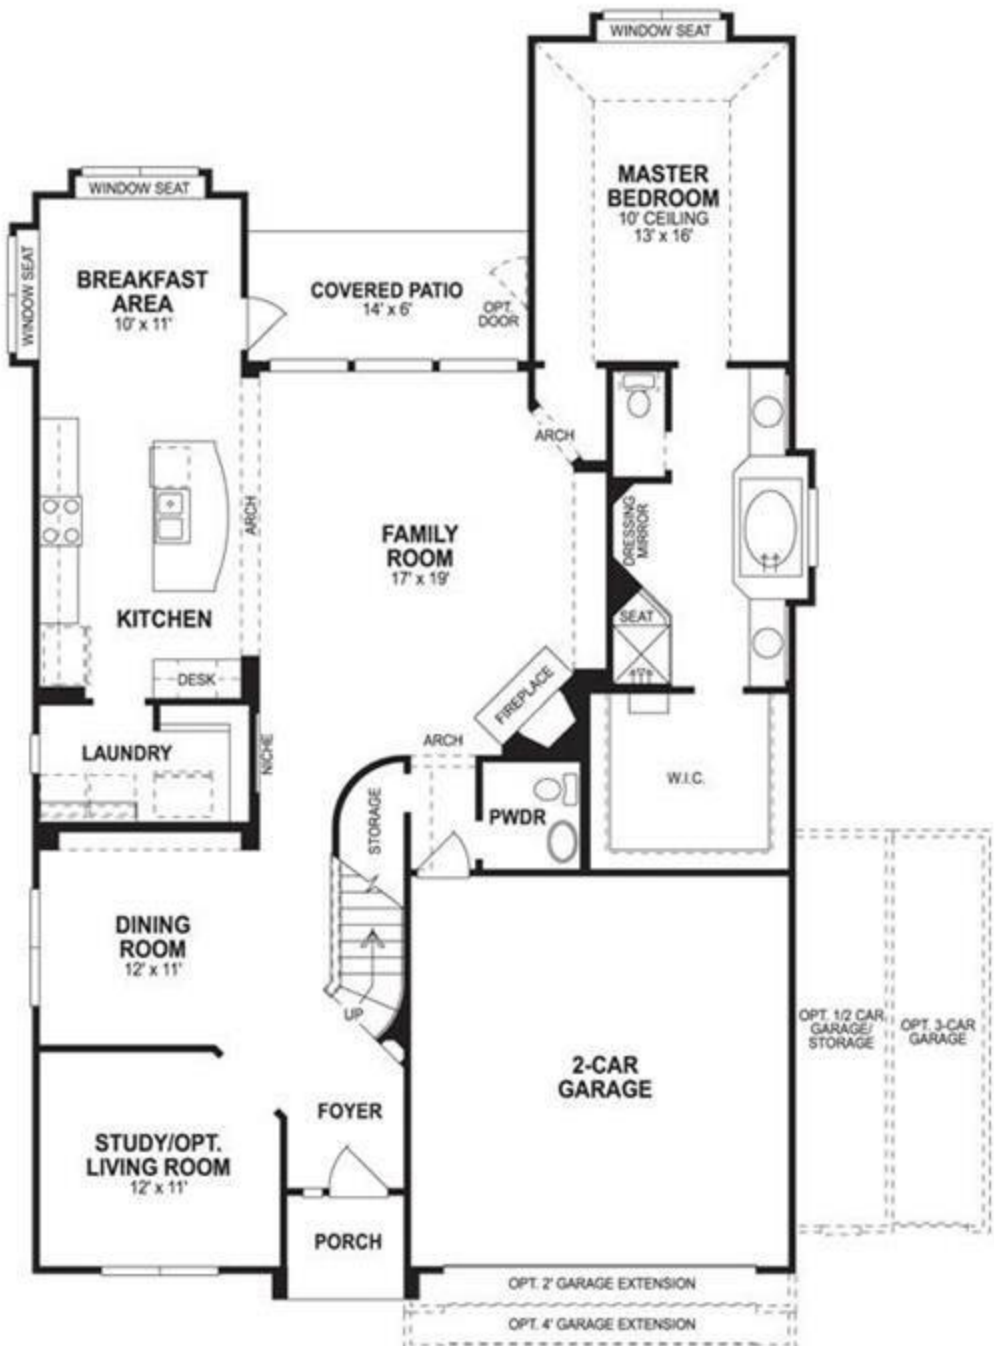 WINDOW SEAT
MASTER
BEDROOM
10' CEILING
13' x 16'
WINDOW SEAT
WINDOW SEAT
BREAKFAST
AREA
10' x 11'
COVERED PATIO
14' x 6'
OPT.
DOOR
ARCH
ARCH
FAMILY
ROOM
17' x 19'
DRESSING
MIRROR
KITCHEN
SEAT
DESK
FIREPLACE
LAUNDRY
NICHE
ARCH
W.I.C.
STORAGE
PWDR
DINING
ROOM
12' x 11'
UP
OPT. 1/2 CAR
GARAGE/
STORAGE
OPT. 3-CAR
GARAGE
2-CAR
GARAGE
FOYER
STUDY/OPT.
LIVING ROOM
12' x 11'
PORCH
OPT. 2' GARAGE EXTENSION
OPT. 4' GARAGE EXTENSION